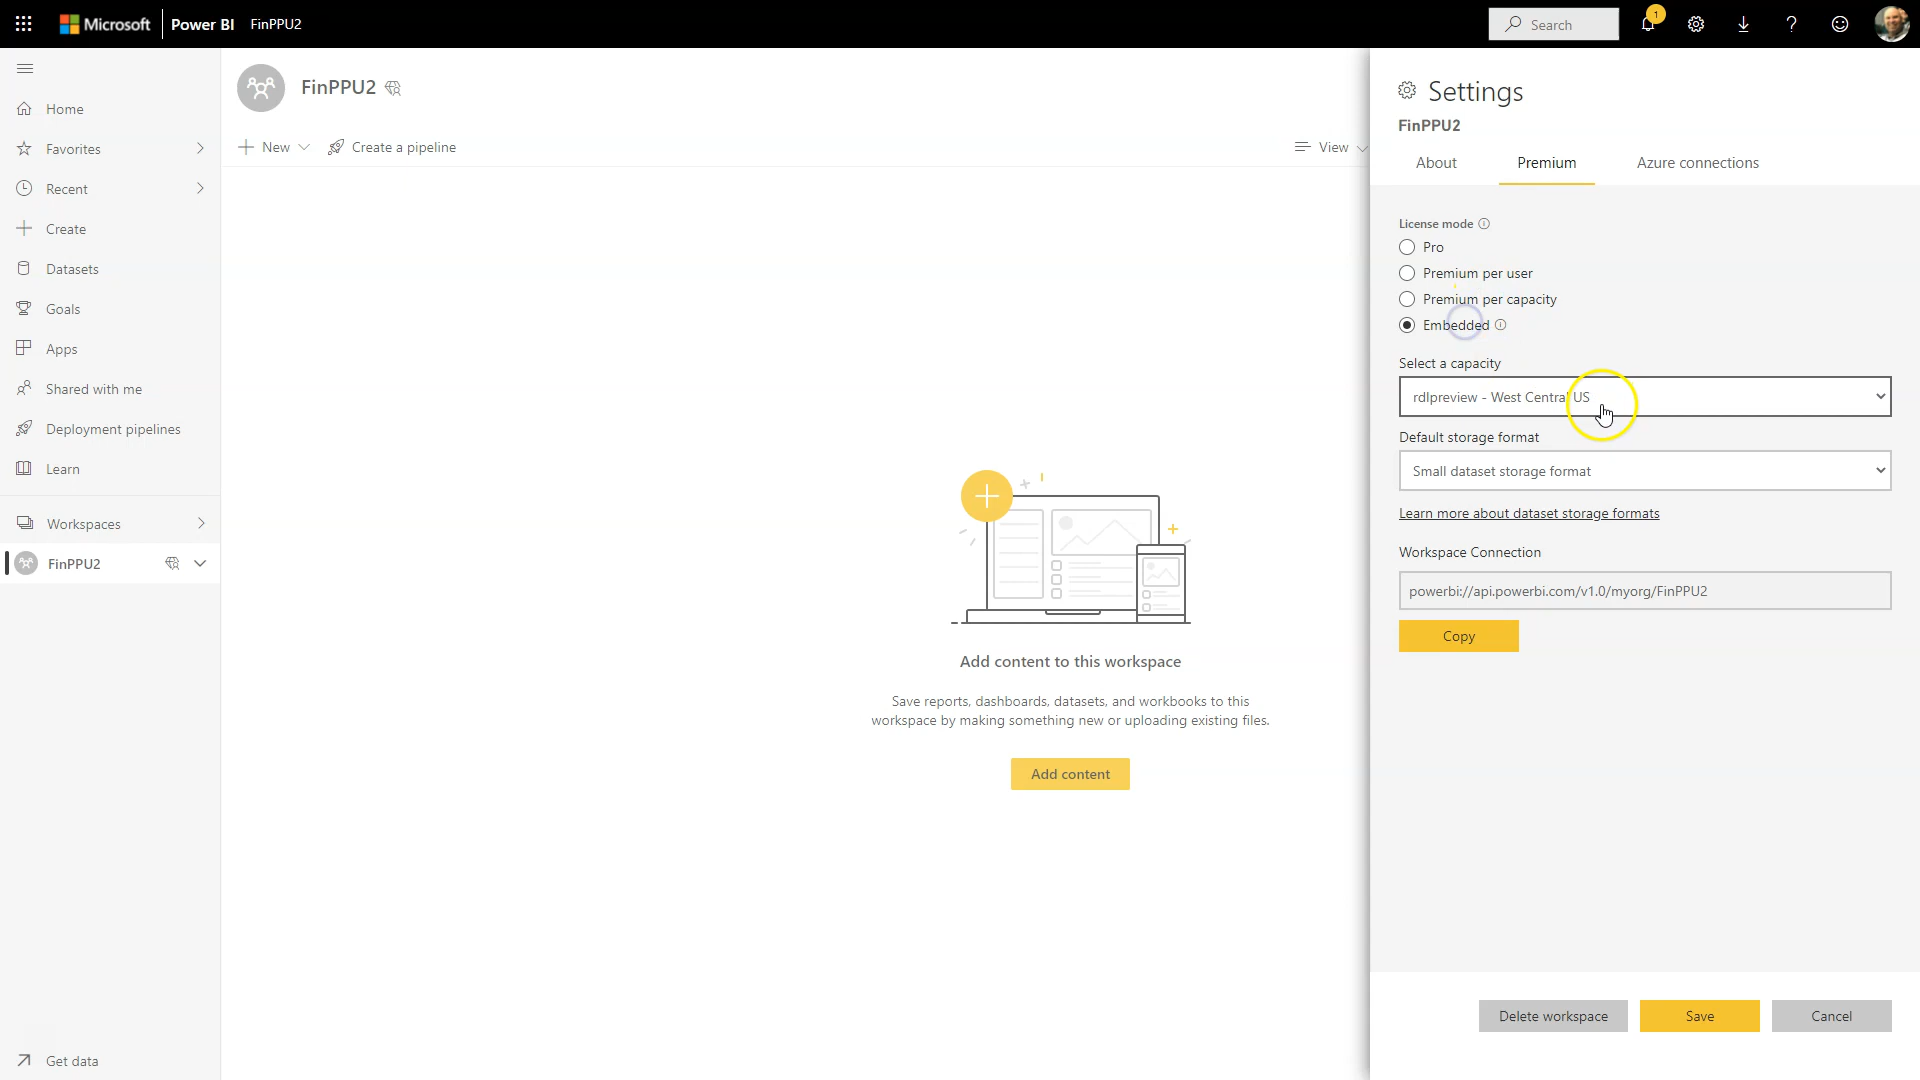 Microsoft Power BI FinPPU2
Search
1
Home
Favorites
Recent
Create
Datasets
Goals
Apps
Shared with me
Deployment pipelines
Learn
Workspaces
FinPPU2
Get data
FinPPU2
New
Create a pipeline
View
Add content to this workspace
Save reports, dashboards, datasets, and workbooks to this
workspace by making something new or uploading existing files.
Add content
Settings
FinPPU2
About
Premium
Azure connections
License mode
Pro
Premium per user
Premium per capacity
Embedded
Select a capacity
rdlpreview - West Central US
Default storage format
Small dataset storage format
Learn more about dataset storage formats
Workspace Connection
powerbi://api.powerbi.com/v1.0/myorg/FinPPU2
Copy
Delete workspace
Save
Cancel